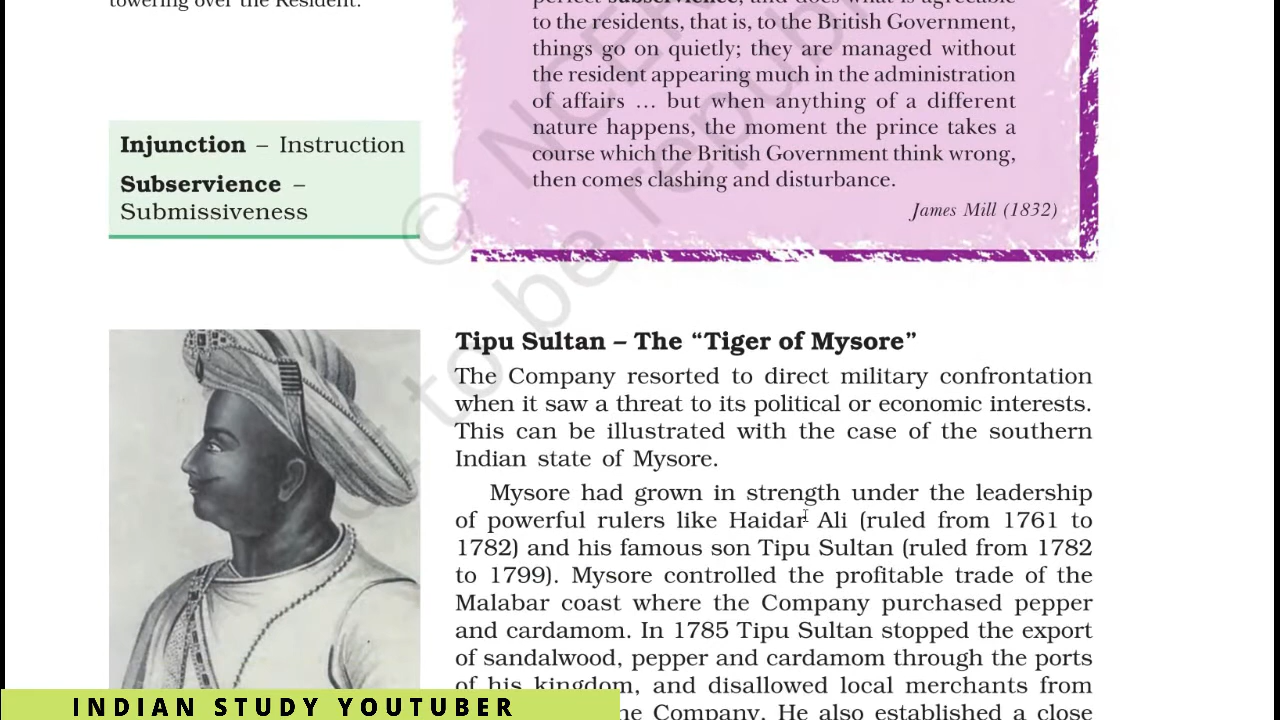 towering over the Resident.
perfect subservience, and does what is agreeable
to the residents, that is, to the British Government,
things go on quietly; they are managed without
the resident appearing much in the administration
of affairs … but when anything of a different
nature happens, the moment the prince takes a
course which the British Government think wrong,
then comes clashing and disturbance.
James Mill (1832)
Injunction – Instruction
Subservience –
Submissiveness
Tipu Sultan – The “Tiger of Mysore”
The Company resorted to direct military confrontation
when it saw a threat to its political or economic interests.
This can be illustrated with the case of the southern
Indian state of Mysore.
Mysore had grown in strength under the leadership
of powerful rulers like Haidar Ali (ruled from 1761 to
1782) and his famous son Tipu Sultan (ruled from 1782
to 1799). Mysore controlled the profitable trade of the
Malabar coast where the Company purchased pepper
and cardamom. In 1785 Tipu Sultan stopped the export
of sandalwood, pepper and cardamom through the ports
of his kingdom, and disallowed local merchants from
Company. He also established a close
INDIAN STUDY YOUTUBER